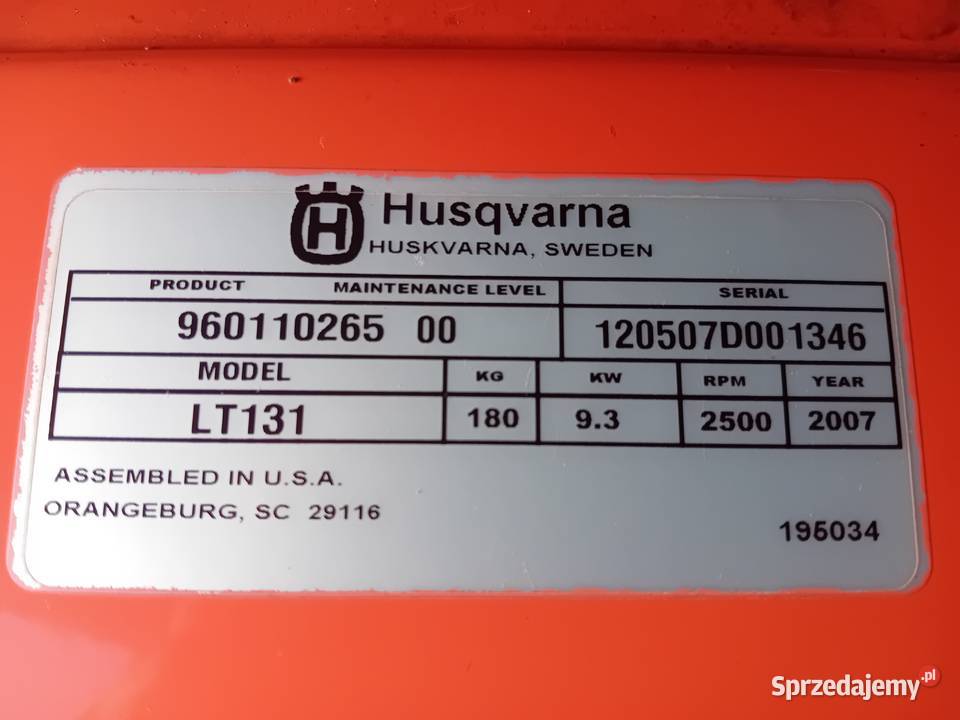 H Husqvarna
HUSKVARNA, SWEDEN
PRODUCT MAINTENANCE LEVEL SERIAL
960110265 00 120507D001346
MODEL KG KW RPM YEAR
LT131 180 9.3 2500 2007
ASSEMBLED IN U.S.A.
ORANGEBURG, SC 29116
195034
Sprzedajemy.pl